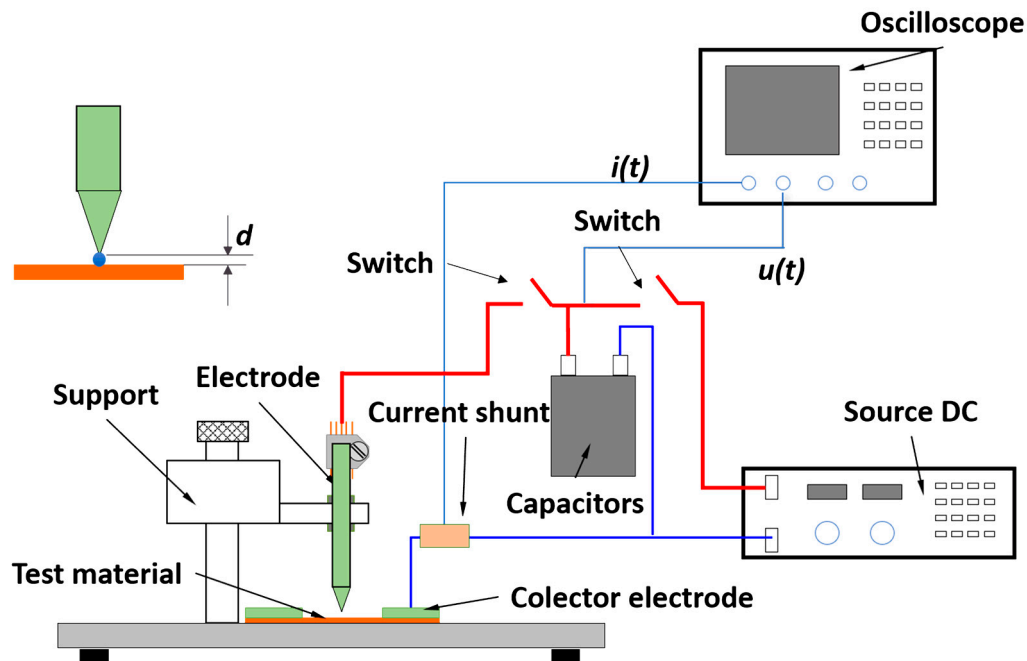 Oscilloscope
i(t)
Switch
d
Switch
u(t)
Electrode
Support
Current shunt
Source DC
Capacitors
Test material
Colector electrode